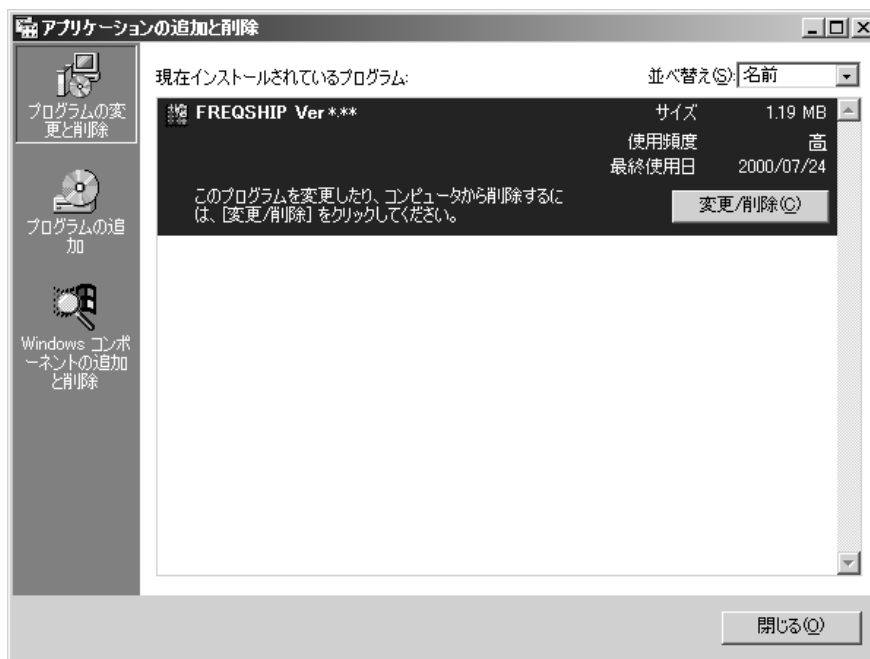 アプリケーションの追加と削除
プログラムの変
更と削除
プログラムの追
加
Windows コンポ
ーネントの追加
と削除
現在インストールされているプログラム:
並べ替え(S):
名前
FREQSHIP Ver*.**
サイズ 1.19 MB
使用頻度 高
最終使用日 2000/07/24
このプログラムを変更したり、コンピュータから削除するに
は、[変更/削除] をクリックしてください。
変更/削除(C)
閉じる(O)